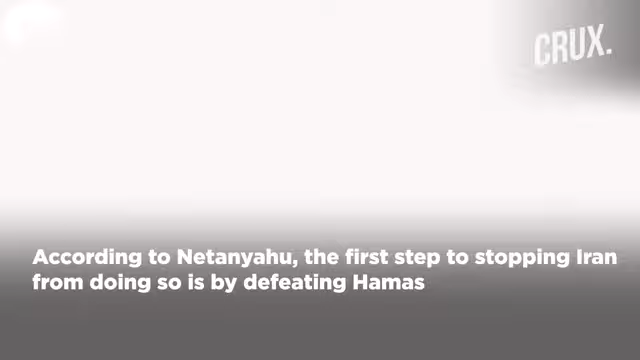 CRUX.
According to Netanyahu, the first step to stopping Iran
from doing so is by defeating Hamas